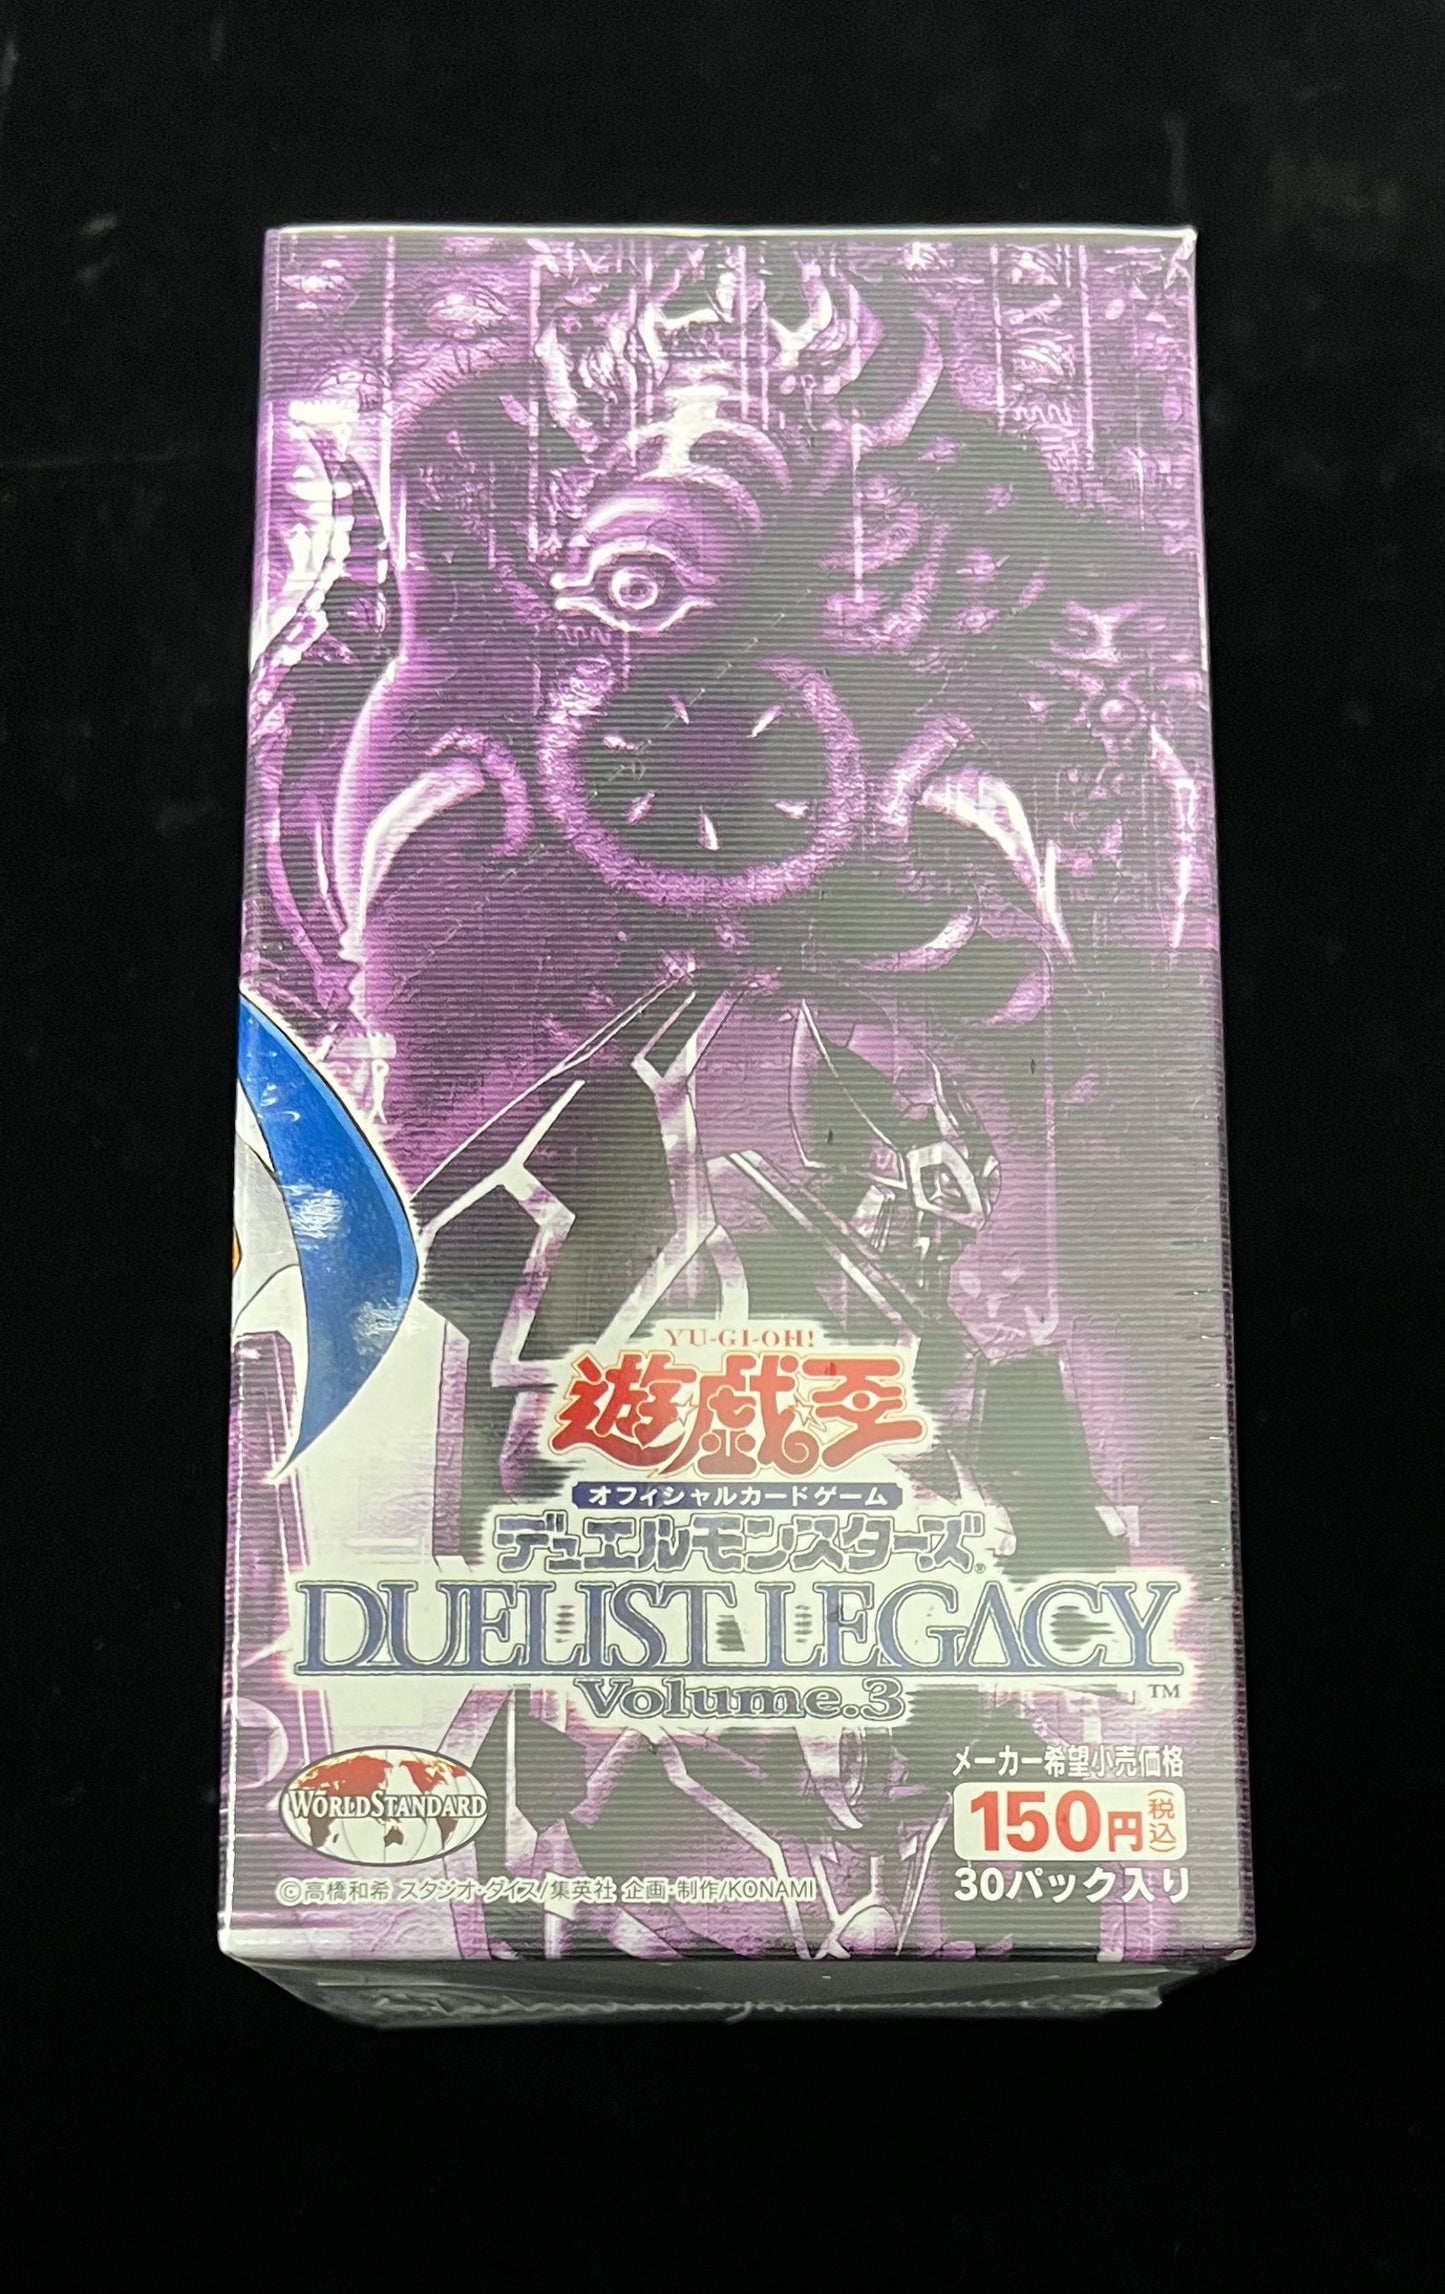 YU-GI-OH!
遊戯王
オフィシャルカードゲーム
デュエルモンスターズ®
DUELIST LEGACY
Volume.3
TM
WORLD STANDARD
メーカー希望小売価格
150円(税込)
30パック入り
©高橋和希 スタジオ・ダイス/集英社 企画・制作/KONAMI